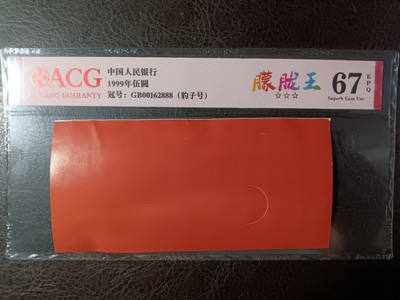 ACG
GUARANTY
中国人民银行
1999年伍圆
冠号：GB00162888（豹子号）
朦胧王
☆☆☆
67 EPQ
Superb Gem Unc